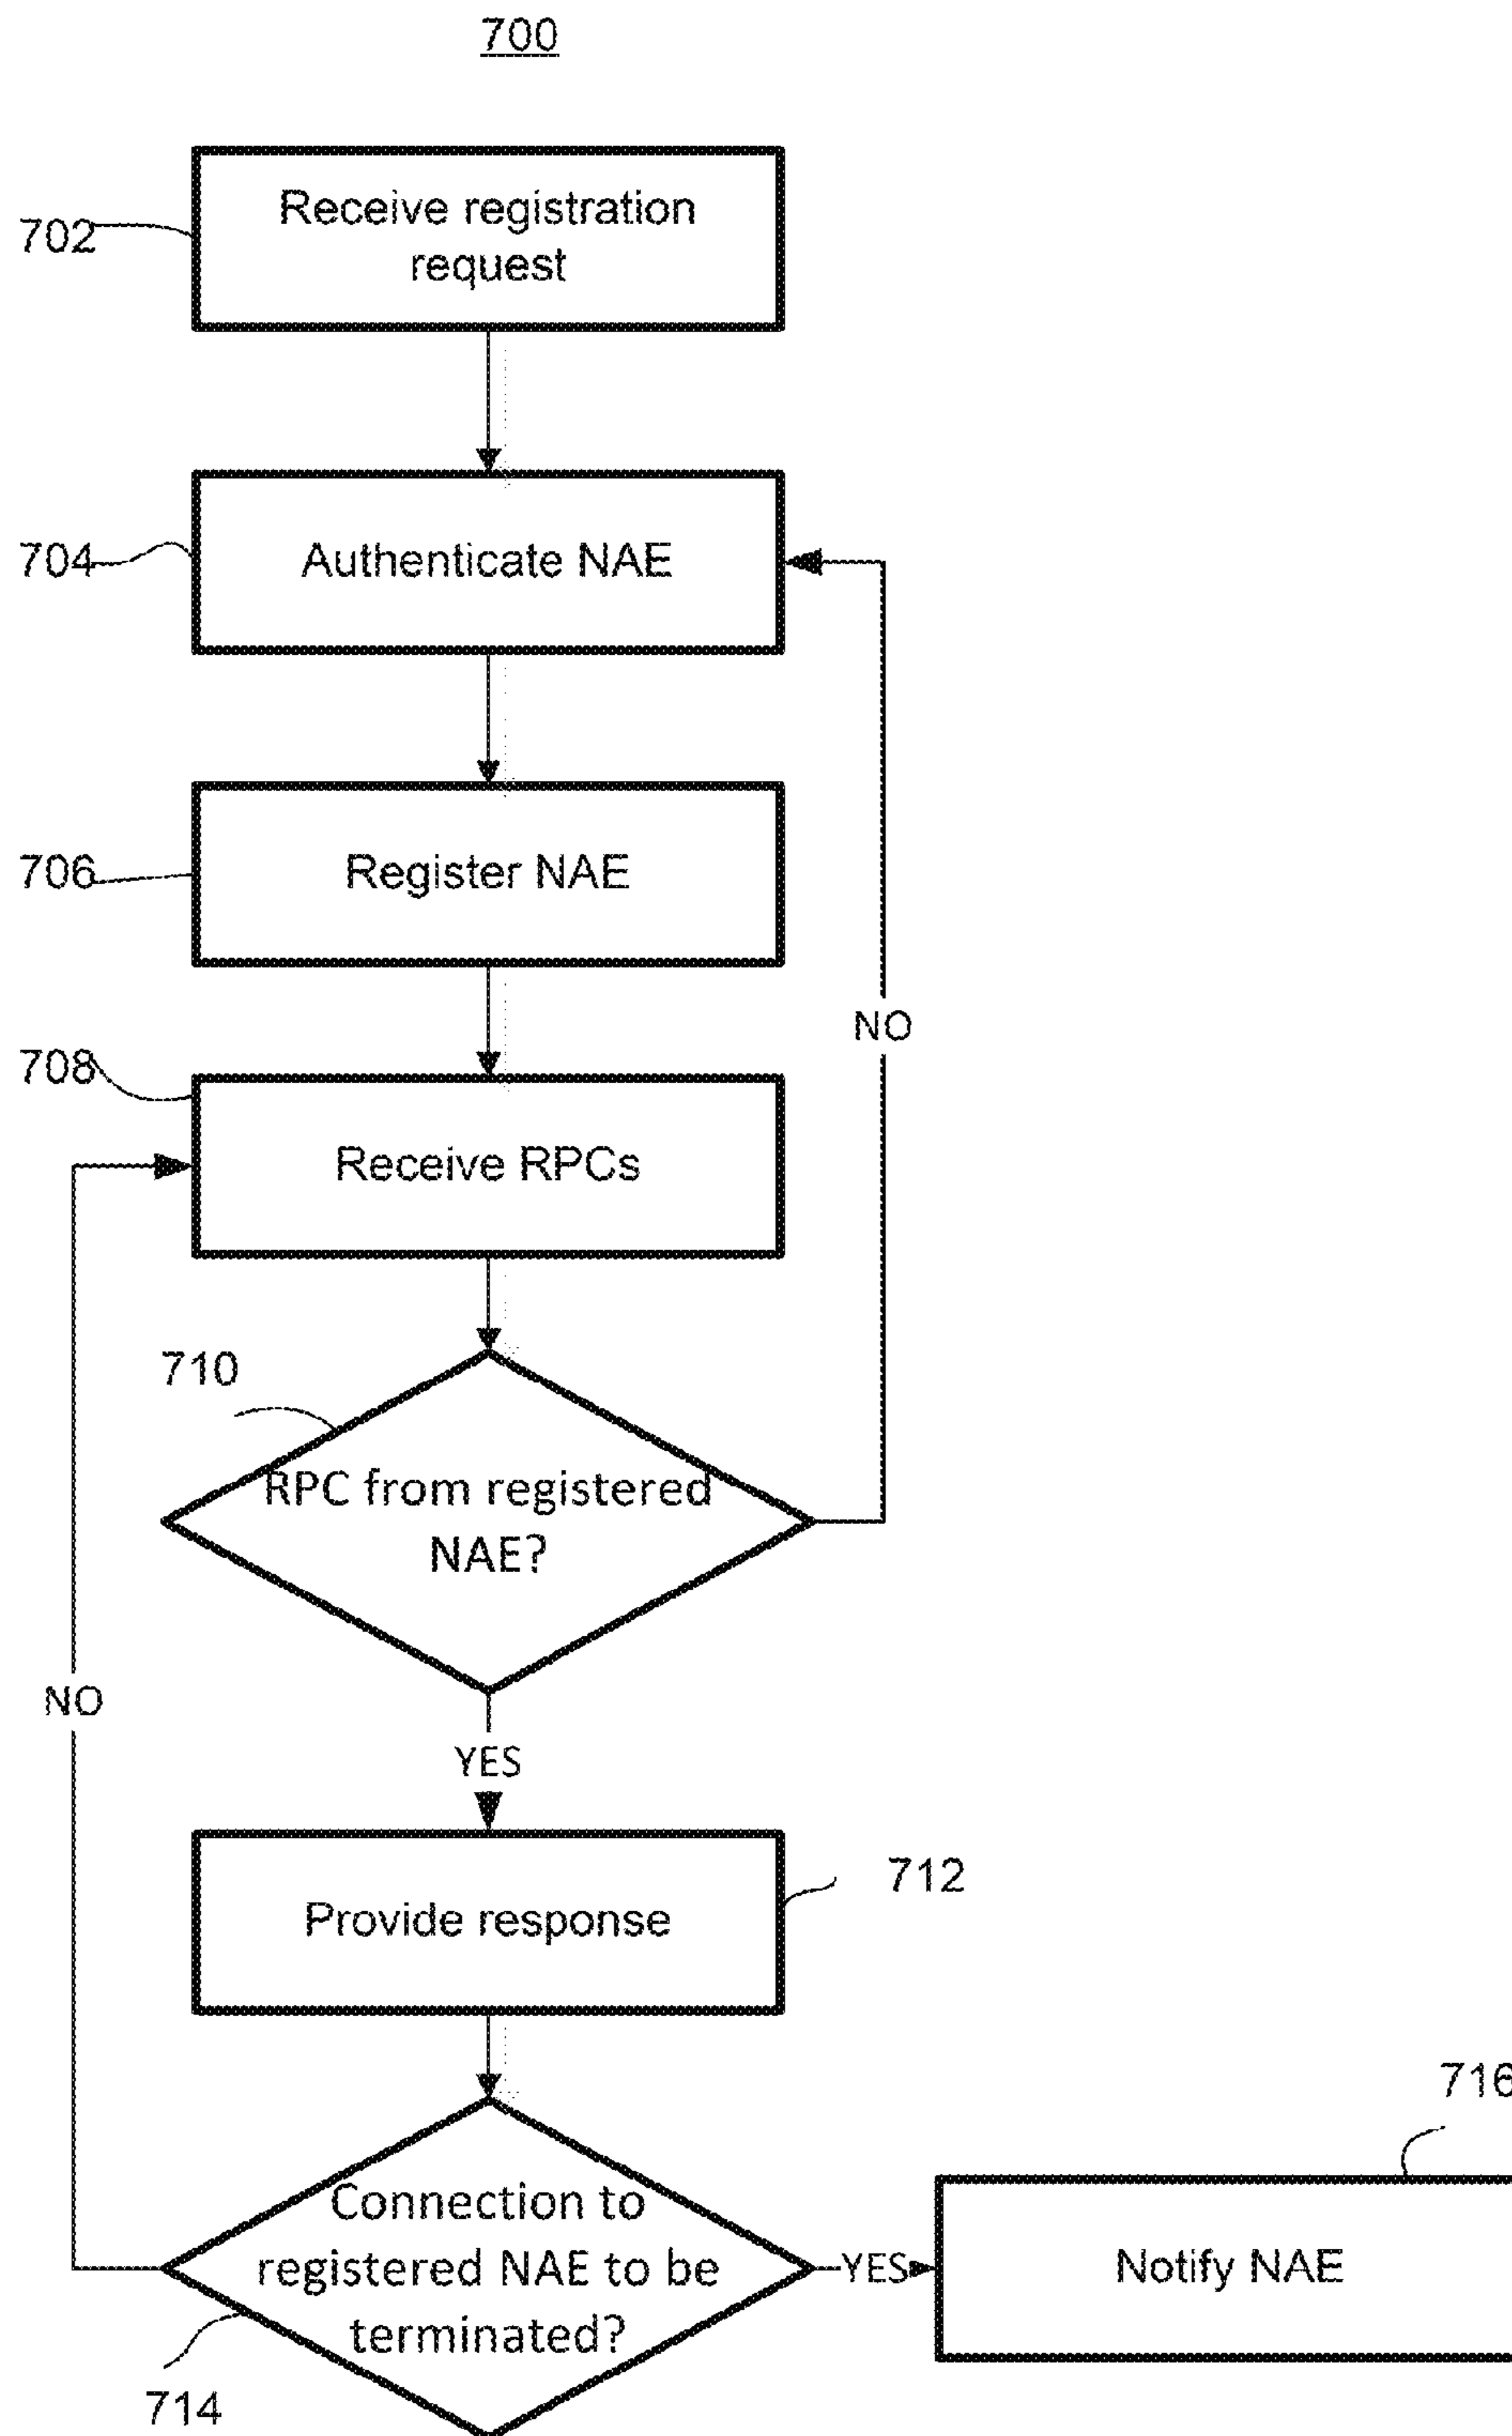 700
702
Receive registration
request
704
Authenticate NAE
706
Register NAE
NO
708
Receive RPCs
710
RPC from registered
NAE?
NO
YES
712
Provide response
716
Connection to
registered NAE to be
terminated?
YES
Notify NAE
714